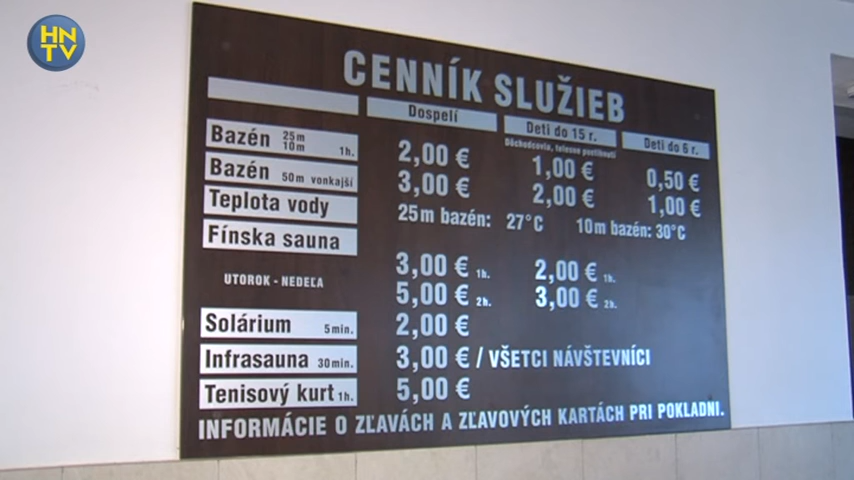 HN
TV
CENNÍK SLUŽIEB
Dospelí Deti do 15 r. Deti do 6 r.
Dôchodcovia, telesne postihnutí
Bazén 25m 10m 1h. 2,00 € 1,00 € 0,50 €
Bazén 50m vonkajší 3,00 € 2,00 € 1,00 €
Teplota vody 25m bazén: 27°C 10m bazén: 30°C
Fínska sauna
UTOROK - NEDEĽA 3,00 € 1h. 2,00 € 1h.
5,00 € 2h. 3,00 € 2h.
Solárium 5min. 2,00 €
Infrasauna 30min. 3,00 € / VŠETCI NÁVŠTEVNÍCI
Tenisový kurt 1h. 5,00 €
INFORMÁCIE O ZĽAVÁCH A ZĽAVOVÝCH KARTÁCH PRI POKLADNI.